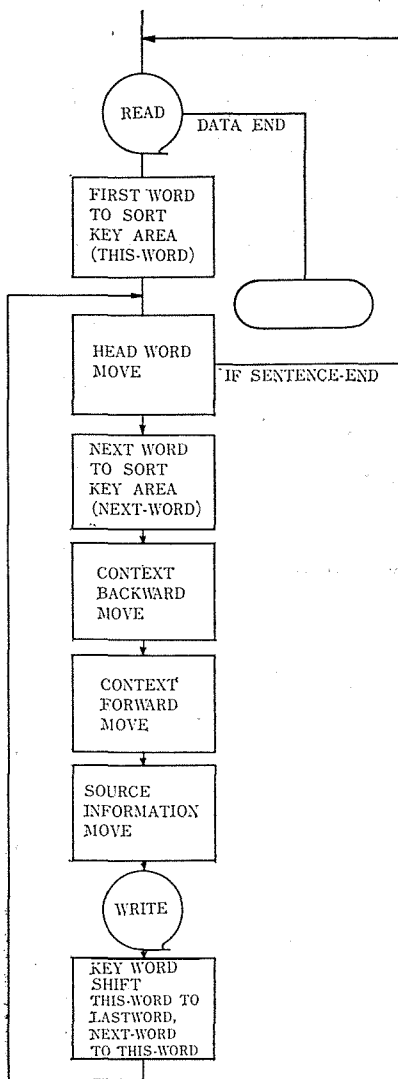 READ
DATA END
FIRST WORD
TO SORT
KEY AREA
(THIS-WORD)
HEAD WORD
MOVE
IF SENTENCE-END
NEXT WORD
TO SORT
KEY AREA
(NEXT-WORD)
CONTEXT
BACKWARD
MOVE
CONTEXT
FORWARD
MOVE
SOURCE
INFORMATION
MOVE
WRITE
KEY WORD
SHIFT
THIS-WORD TO
LASTWORD,
NEXT-WORD
TO THIS-WORD